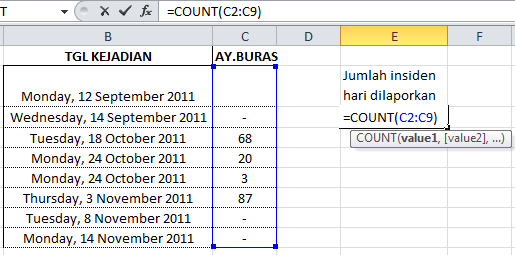 T =COUNT(C2:C9)
B C D E F
TGL KEJADIAN AY.BURAS
Jumlah insiden
hari dilaporkan
Monday, 12 September 2011
Wednesday, 14 September 2011 - =COUNT(C2:C9)
Tuesday, 18 October 2011 68 COUNT(value1, [value2], ...)
Monday, 24 October 2011 20
Monday, 24 October 2011 3
Thursday, 3 November 2011 87
Tuesday, 8 November 2011 -
Monday, 14 November 2011 -